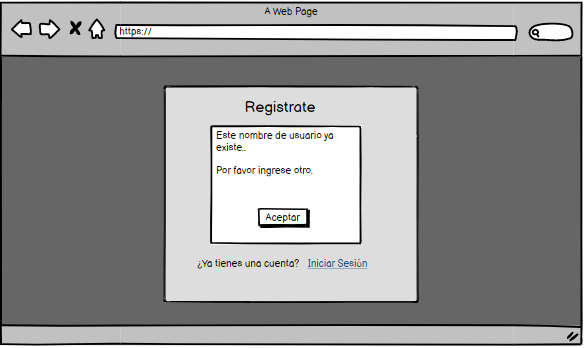 A Web Page
https://
Registrate
Este nombre de usuario ya
existe..
Por favor ingrese otro.
Aceptar
¿Ya tienes una cuenta? Iniciar Sesión